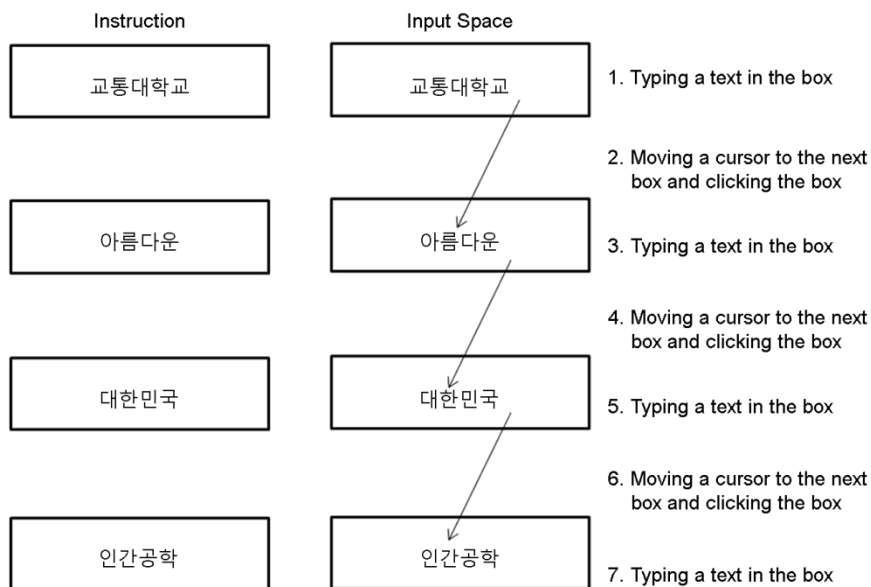 Instruction
Input Space
교통대학교
교통대학교
1. Typing a text in the box
2. Moving a cursor to the next
box and clicking the box
아름다운
아름다운
3. Typing a text in the box
4. Moving a cursor to the next
box and clicking the box
대한민국
대한민국
5. Typing a text in the box
6. Moving a cursor to the next
box and clicking the box
인간공학
인간공학
7. Typing a text in the box